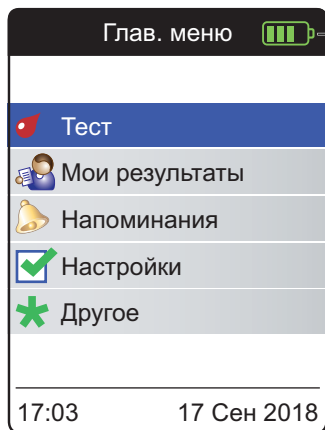 Глав. меню
Тест
Мои результаты
Напоминания
Настройки
Другое
17:03 17 Сен 2018